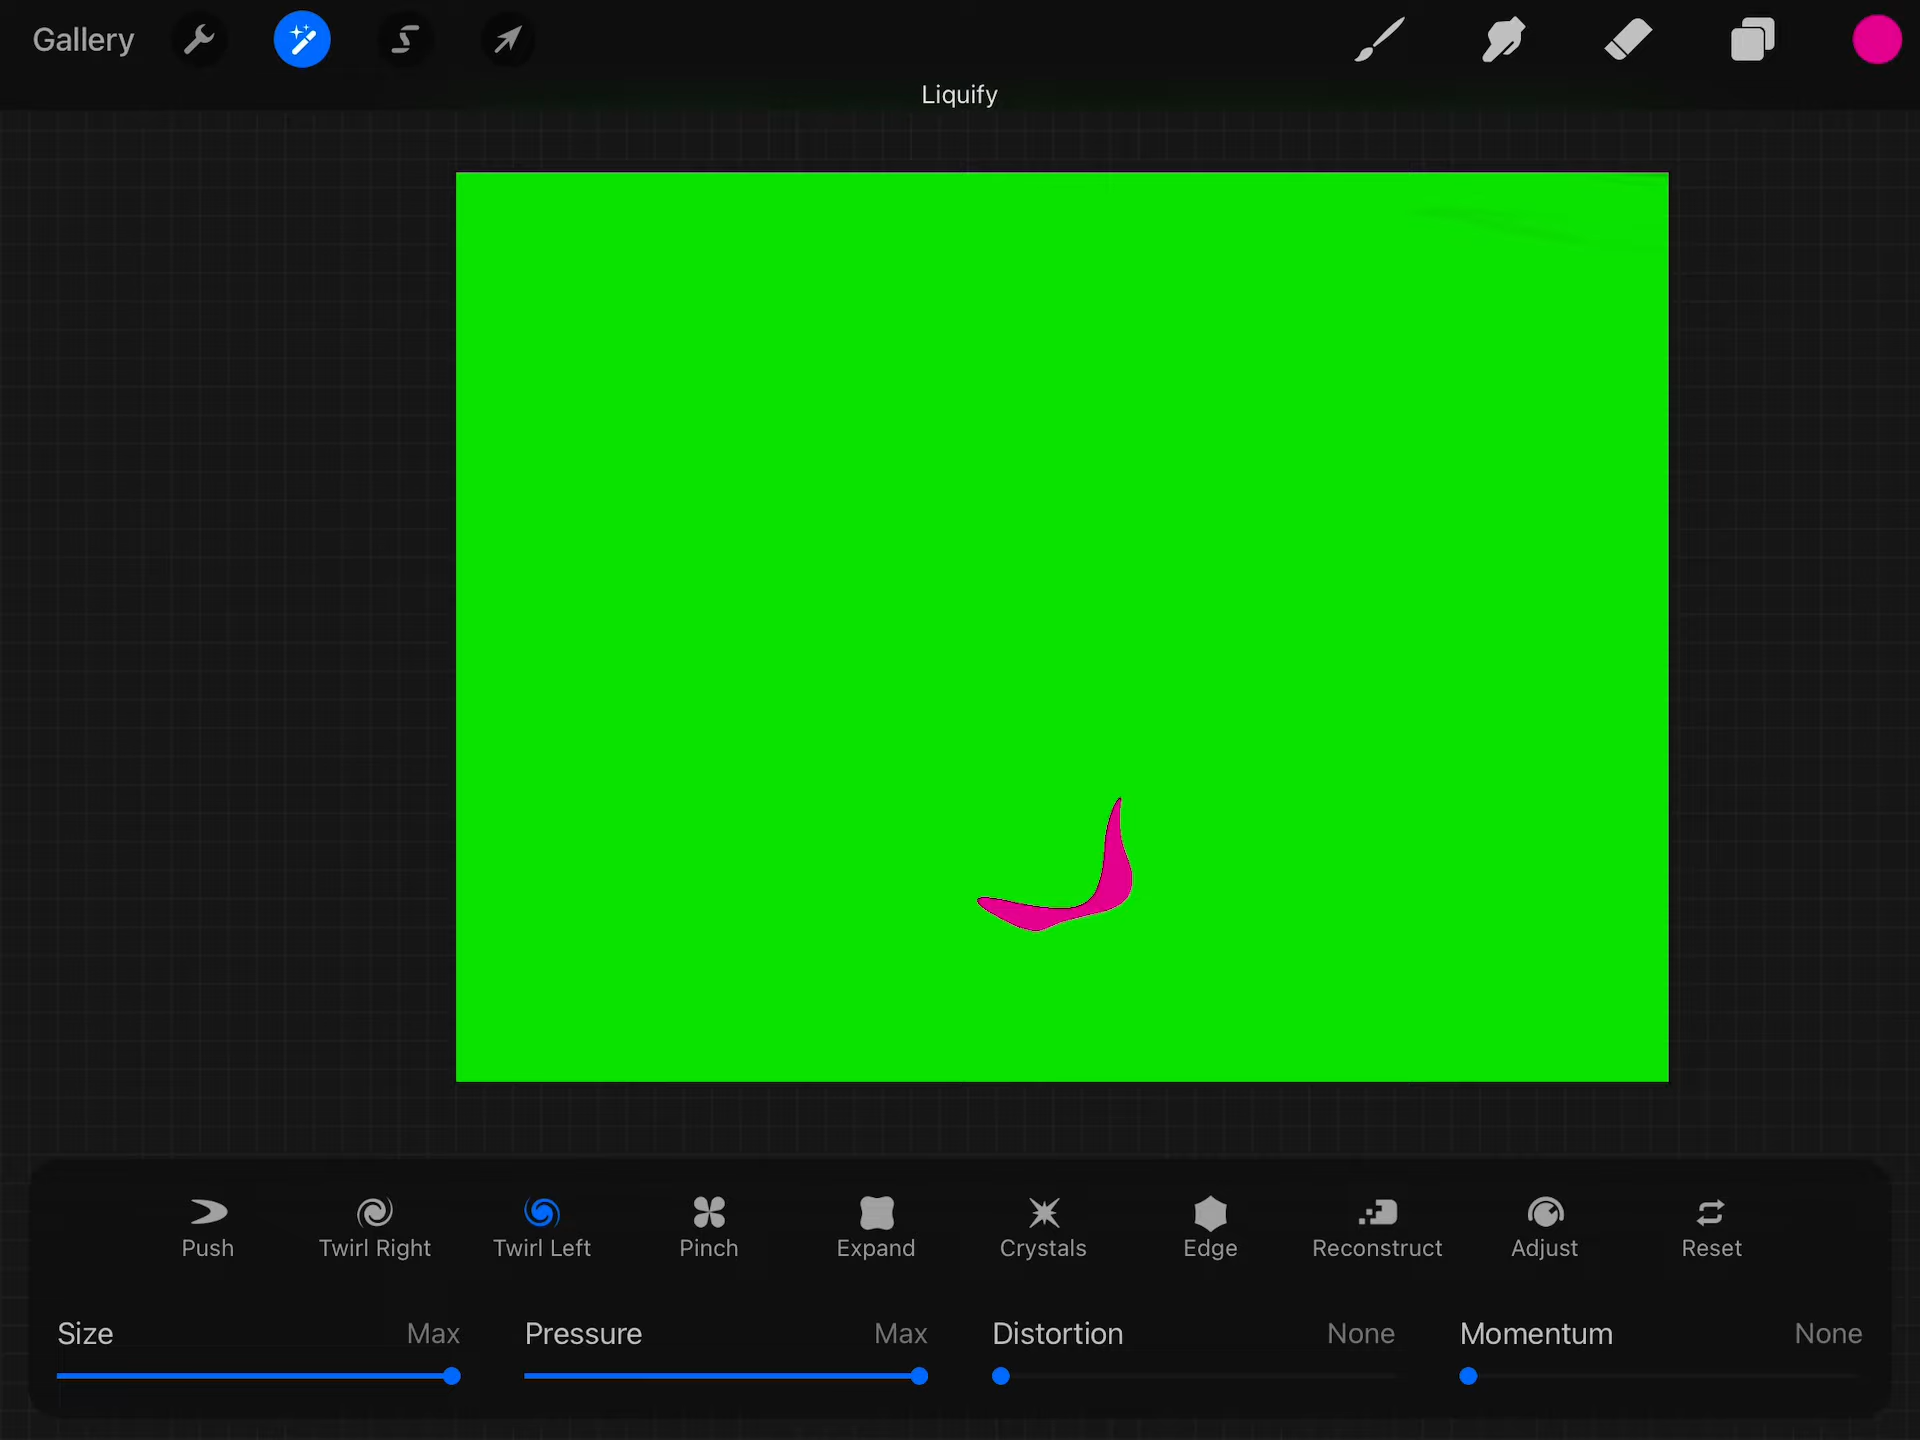 Gallery
Liquify
Push Twirl Right Twirl Left Pinch Expand Crystals Edge Reconstruct Adjust Reset
Size Max Pressure Max Distortion None Momentum None